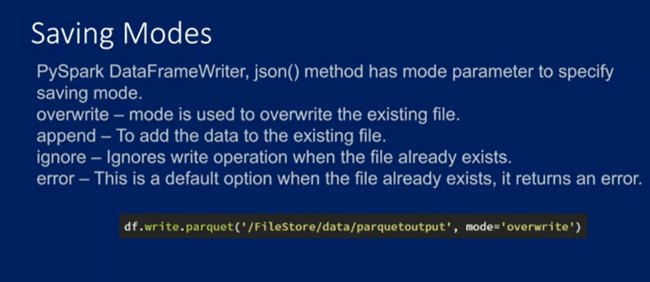 Saving Modes
PySpark DataFrameWriter, json() method has mode parameter to specify
saving mode.
overwrite – mode is used to overwrite the existing file.
append – To add the data to the existing file.
ignore – Ignores write operation when the file already exists.
error – This is a default option when the file already exists, it returns an error.
df.write.parquet('/FileStore/data/parquetoutput', mode='overwrite')